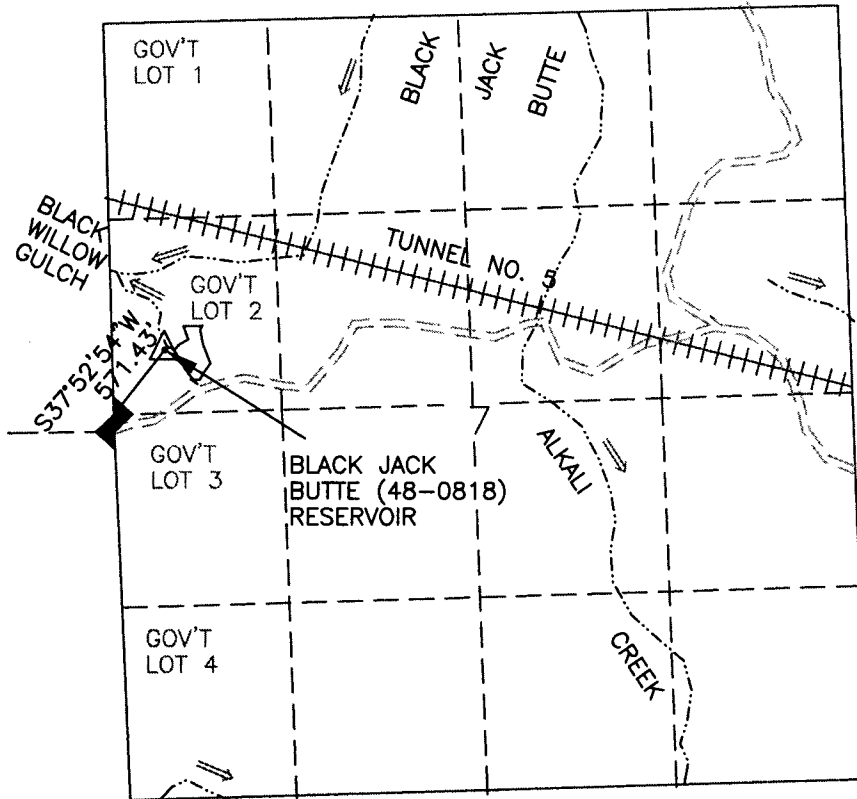 GOV'T
LOT 1
BLACK
JACK
BUTTE
BLACK
WILLOW
GULCH
TUNNEL NO. 5
GOV'T
LOT 2
S37°52'54"W
571.43'
GOV'T
LOT 3
BLACK JACK
BUTTE (48-0818)
RESERVOIR
7
ALKALI
CREEK
GOV'T
LOT 4